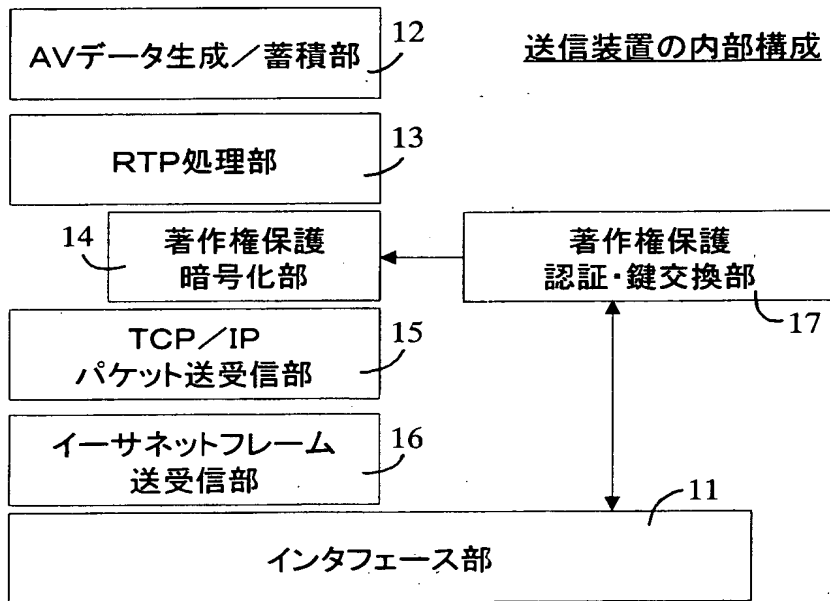 送信装置の内部構成
AVデータ生成／蓄積部
12
RTP処理部
13
14
著作権保護
暗号化部
著作権保護
認証・鍵交換部
17
TCP／IP
パケット送受信部
15
イーサネットフレーム
送受信部
16
11
インタフェース部